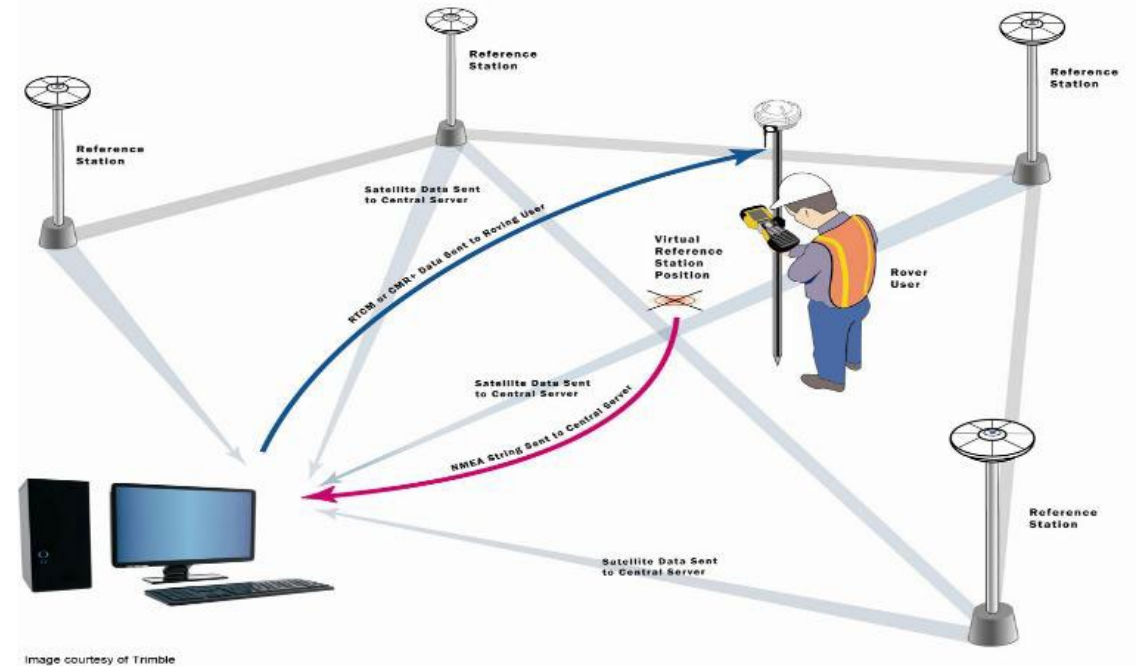 Reference
Station
Reference
Station
Reference
Station
Reference
Station
Satellite Data Sent
to Central Server
RTCM or CMR+ Data Sent to Roving User
Virtual
Reference
Station
Position
Rover
User
Satellite Data Sent
to Central Server
NMEA String Sent to Central Server
Satellite Data Sent
to Central Server
Image courtesy of Trimble